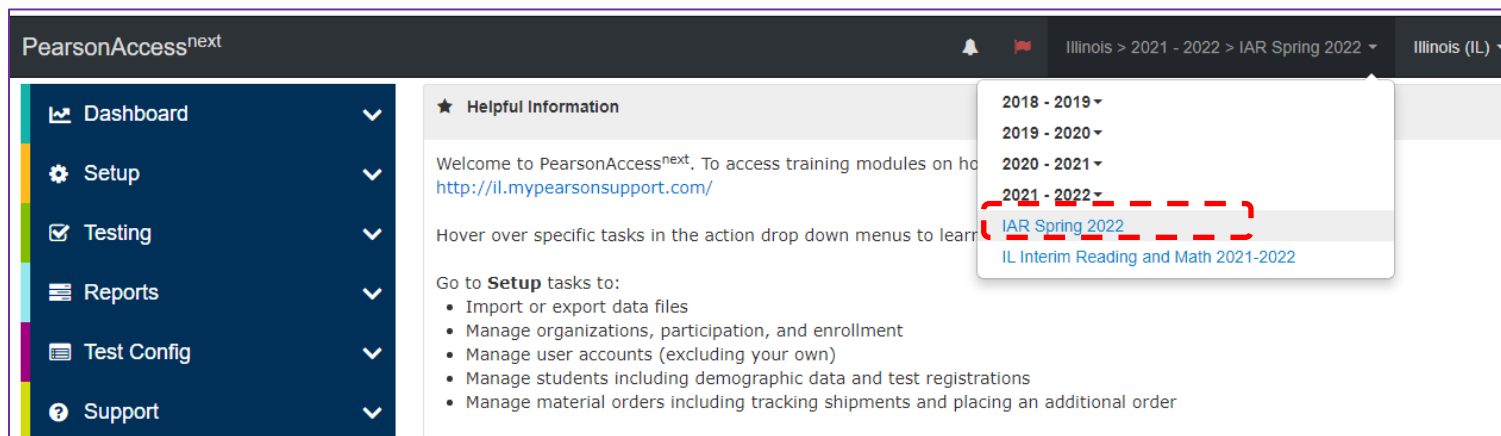 PearsonAccessnext
Illinois > 2021 - 2022 > IAR Spring 2022
Illinois (IL)
Dashboard
Setup
Testing
Reports
Test Config
Support
Helpful Information
Welcome to PearsonAccessnext. To access training modules on
http://il.mypearsonsupport.com/
Hover over specific tasks in the action drop down menus to
Go to Setup tasks to:
• Import or export data files
• Manage organizations, participation, and enrollment
• Manage user accounts (excluding your own)
• Manage students including demographic data and test registrations
• Manage material orders including tracking shipments and placing an additional order
2018 - 2019
2019 - 2020
2020 - 2021
2021 - 2022
IAR Spring 2022
IL Interim Reading and Math 2021-2022